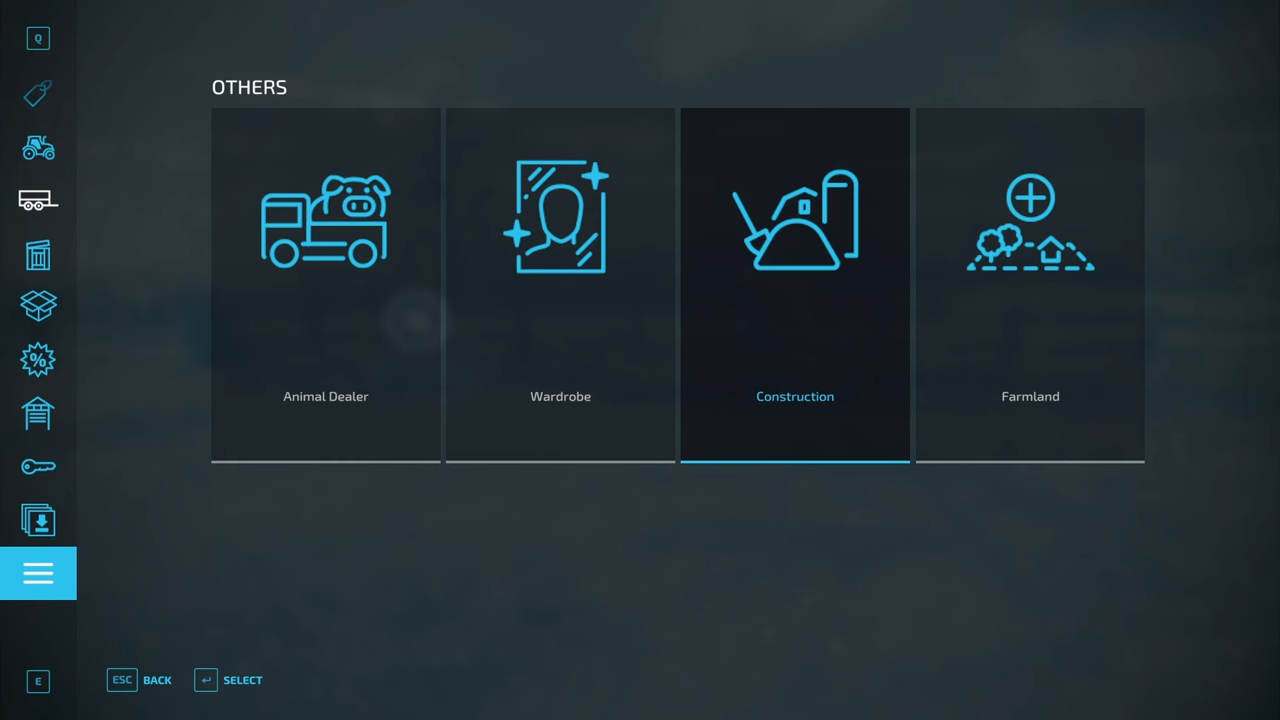 Q
OTHERS
Animal Dealer
Wardrobe
Construction
Farmland
%
E
ESC BACK
↵ SELECT